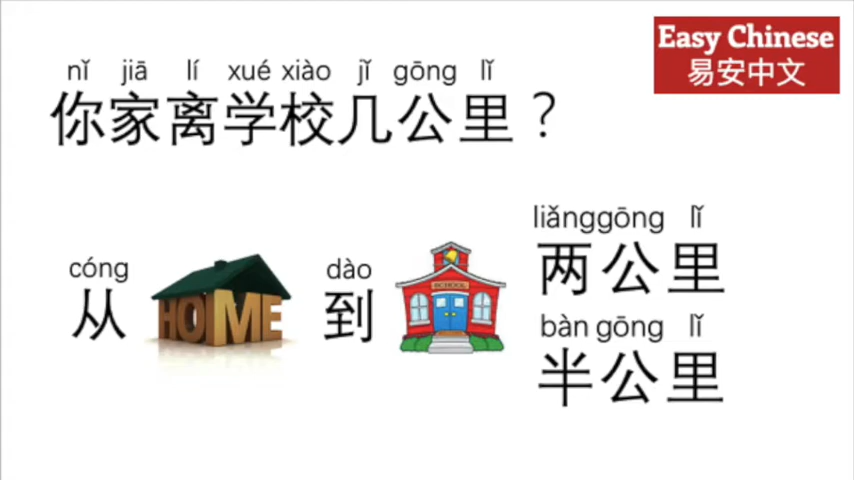 Easy Chinese
易安中文
nǐ jiā lí xué xiào jǐ gōng lǐ
你家离学校几公里？
liǎnggōng lǐ
两公里
cóng
从
HOME
dào
到
SCHOOL
bàn gōng lǐ
半公里